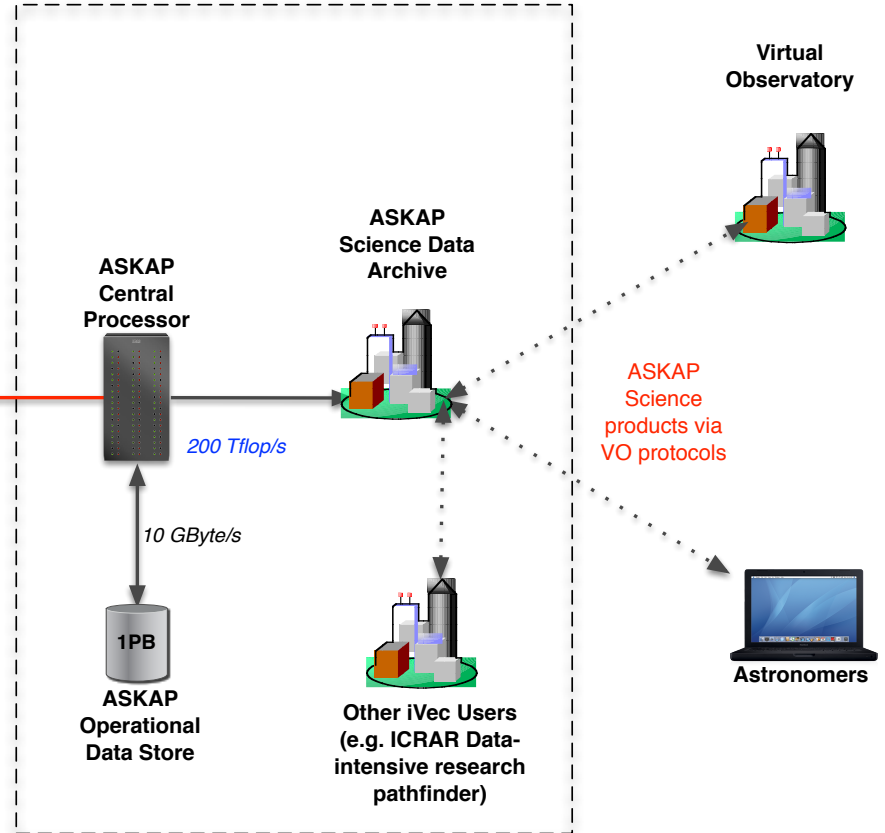 Virtual
Observatory
ASKAP
Science Data
Archive
ASKAP
Central
Processor
ASKAP
Science
products via
VO protocols
200 Tflop/s
10 GByte/s
1PB
ASKAP
Operational
Data Store
Other iVec Users
(e.g. ICRAR Data-
intensive research
pathfinder)
Astronomers